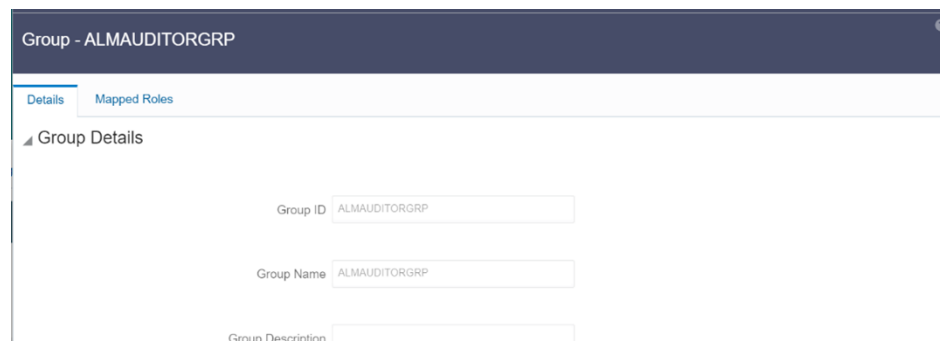 Group - ALMAUDITORGRP
Details Mapped Roles
Group Details
Group ID ALMAUDITORGRP
Group Name ALMAUDITORGRP
Group Description